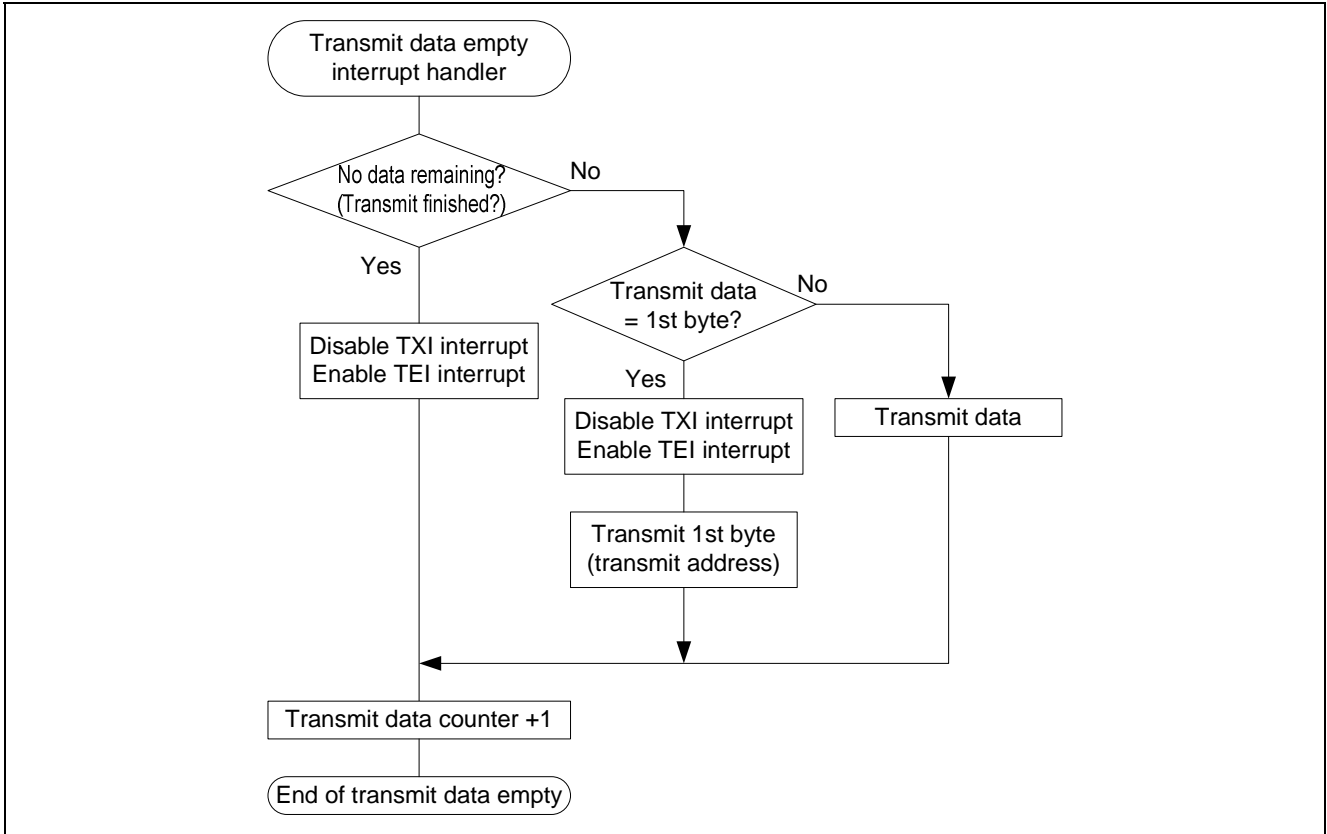 Transmit data empty
interrupt handler
No data remaining?
(Transmit finished?)
No
Yes
Transmit data
= 1st byte?
No
Disable TXI interrupt
Enable TEI interrupt
Yes
Disable TXI interrupt
Enable TEI interrupt
Transmit data
Transmit 1st byte
(transmit address)
Transmit data counter +1
End of transmit data empty